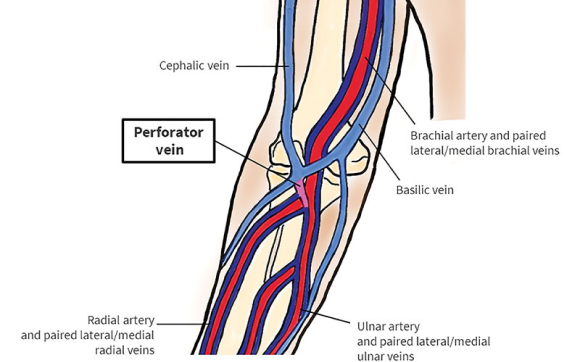 Cephalic vein
Perforator
vein
Brachial artery and paired
lateral/medial brachial veins
Basilic vein
Radial artery
and paired lateral/medial
radial veins
Ulnar artery
and paired lateral/medial
ulnar veins